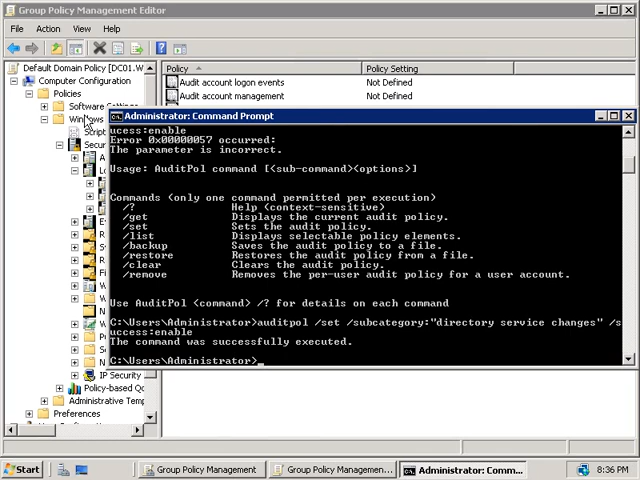 Group Policy Management Editor
File Action View Help
Default Domain Policy [DC01.W
Computer Configuration
Policies
Software Settings
Windows
Script
Secur
A
L
E
R
S
R
Fi
W
N
W
P
S
N
IP Security
Policy-based Qo
Administrative Temp
Preferences
Policy
Policy Setting
Audit account logon events Not Defined
Audit account management Not Defined
Administrator: Command Prompt
ucess:enable
Error 0x00000057 occurred:
The parameter is incorrect.
Usage: AuditPol command [<sub-command><options>]
Commands (only one command permitted per execution)
/? Help (context-sensitive)
/get Displays the current audit policy.
/set Sets the audit policy.
/list Displays selectable policy elements.
/backup Saves the audit policy to a file.
/restore Restores the audit policy from a file.
/clear Clears the audit policy.
/remove Removes the per-user audit policy for a user account.
Use AuditPol <command> /? for details on each command
C:\Users\Administrator>auditpol /set /subcategory:"directory service changes" /s
uccess:enable
The command was successfully executed.
C:\Users\Administrator>_
Start
Group Policy Management
Group Policy Managemen...
Administrator: Comm...
8:36 PM